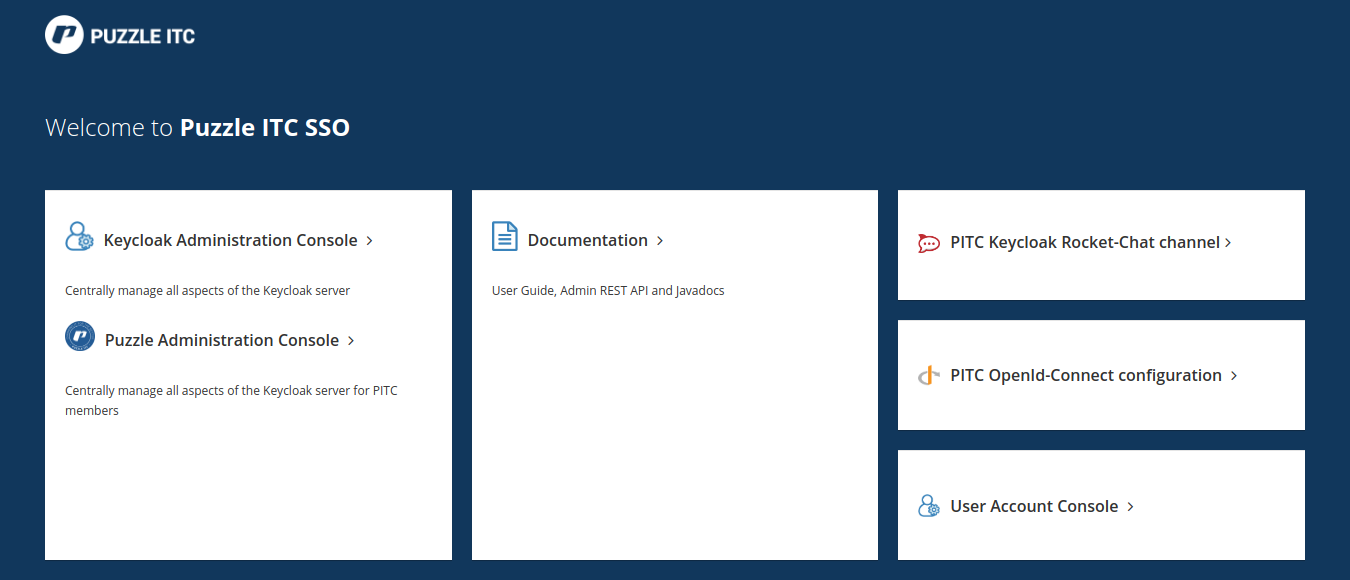 PUZZLE ITC
Welcome to Puzzle ITC SSO
Keycloak Administration Console
Centrally manage all aspects of the Keycloak server
Puzzle Administration Console
Centrally manage all aspects of the Keycloak server for PITC
members
Documentation
User Guide, Admin REST API and Javadocs
PITC Keycloak Rocket-Chat channel
PITC OpenId-Connect configuration
User Account Console